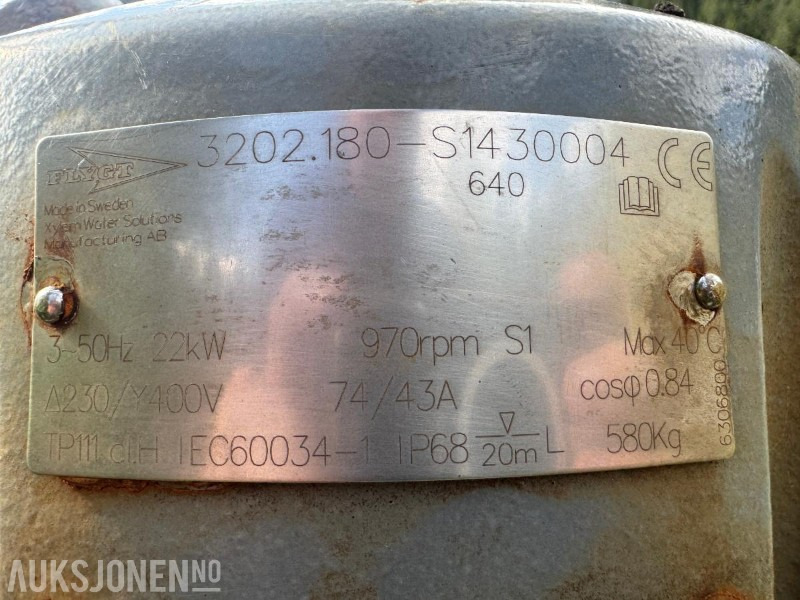 FLYGT 3202.180-S1430004 CE
640
Made in Sweden
Xylem Water Solutions
Manufacturing AB
3~50Hz 22kW 970rpm S1 Max 40°C
Δ230/Y400V 74/43A cosφ 0.84
TP111.cl.H IEC60034-1 IP68 ▽ 20m L 580Kg
6306800
AUKSJONEN.NO